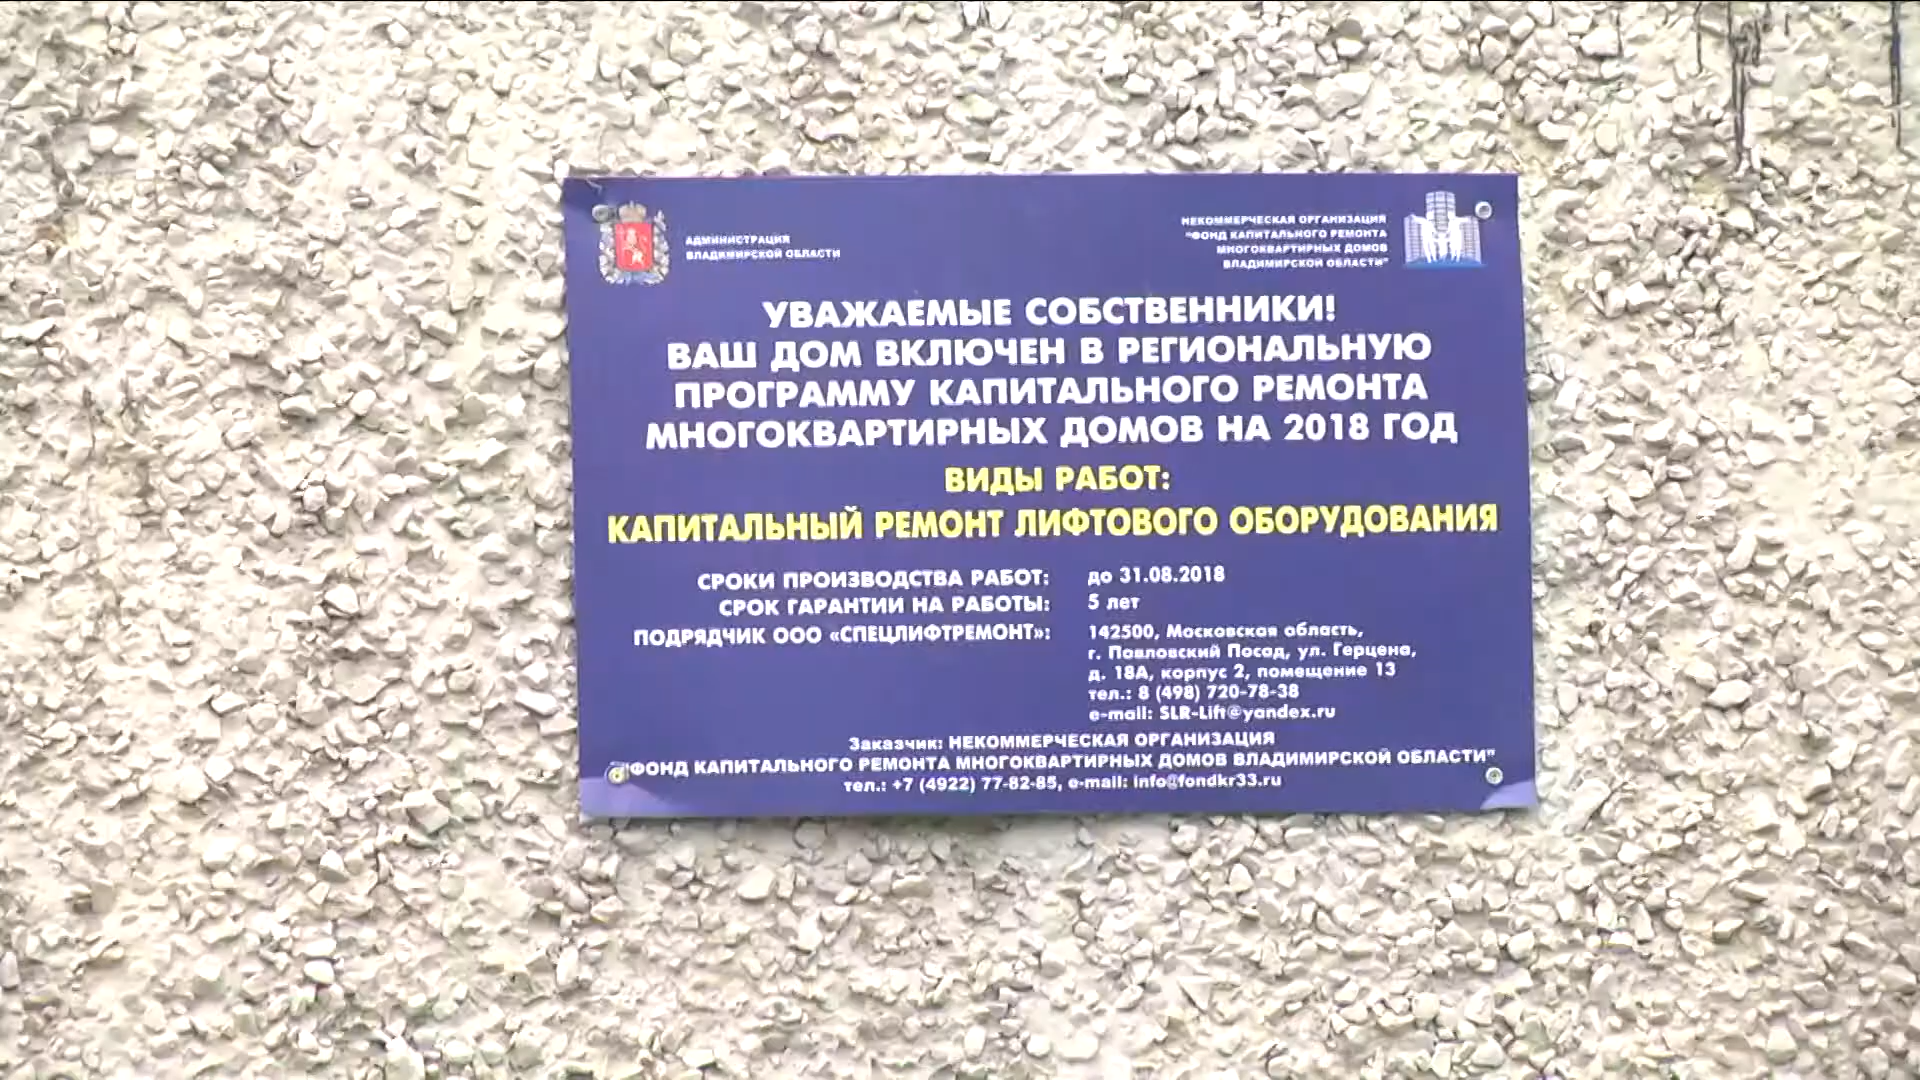 АДМИНИСТРАЦИЯ
ВЛАДИМИРСКОЙ ОБЛАСТИ
НЕКОММЕРЧЕСКАЯ ОРГАНИЗАЦИЯ
"ФОНД КАПИТАЛЬНОГО РЕМОНТА
МНОГОКВАРТИРНЫХ ДОМОВ
ВЛАДИМИРСКОЙ ОБЛАСТИ"
УВАЖАЕМЫЕ СОБСТВЕННИКИ!
ВАШ ДОМ ВКЛЮЧЕН В РЕГИОНАЛЬНУЮ
ПРОГРАММУ КАПИТАЛЬНОГО РЕМОНТА
МНОГОКВАРТИРНЫХ ДОМОВ НА 2018 ГОД
ВИДЫ РАБОТ:
КАПИТАЛЬНЫЙ РЕМОНТ ЛИФТОВОГО ОБОРУДОВАНИЯ
СРОКИ ПРОИЗВОДСТВА РАБОТ: до 31.08.2018
СРОК ГАРАНТИИ НА РАБОТЫ: 5 лет
ПОДРЯДЧИК ООО «СПЕЦЛИФТРЕМОНТ»: 142500, Московская область,
г. Павловский Посад, ул. Герцена,
д. 18А, корпус 2, помещение 13
тел.: 8 (498) 720-78-38
e-mail: SLR-Lift@yandex.ru
Заказчик: НЕКОММЕРЧЕСКАЯ ОРГАНИЗАЦИЯ
"ФОНД КАПИТАЛЬНОГО РЕМОНТА МНОГОКВАРТИРНЫХ ДОМОВ ВЛАДИМИРСКОЙ ОБЛАСТИ"
тел.: +7 (4922) 77-82-85, e-mail: info@fondkr33.ru